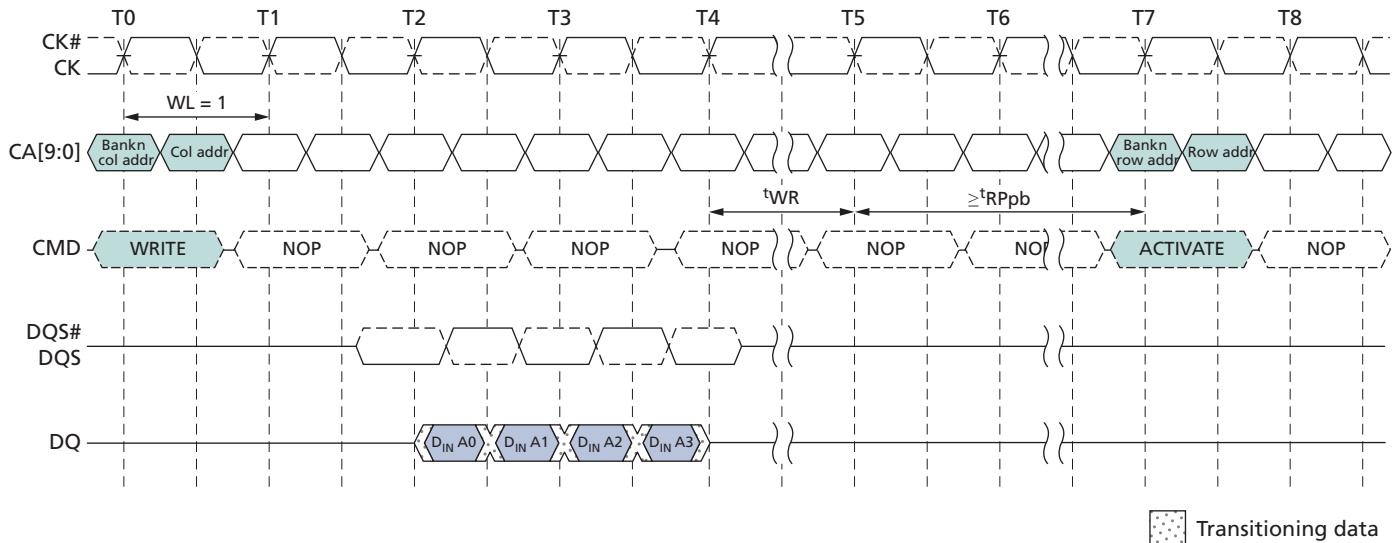 T0 T1 T2 T3 T4 T5 T6 T7 T8
CK#
CK
WL = 1
CA[9:0]
Bankn
col addr
Col addr
Bankn
row addr
Row addr
tWR
≥tRPpb
CMD
WRITE NOP NOP NOP NOP NOP NOP ACTIVATE NOP
DQS#
DQS
DQ
DIN A0 DIN A1 DIN A2 DIN A3
Transitioning data